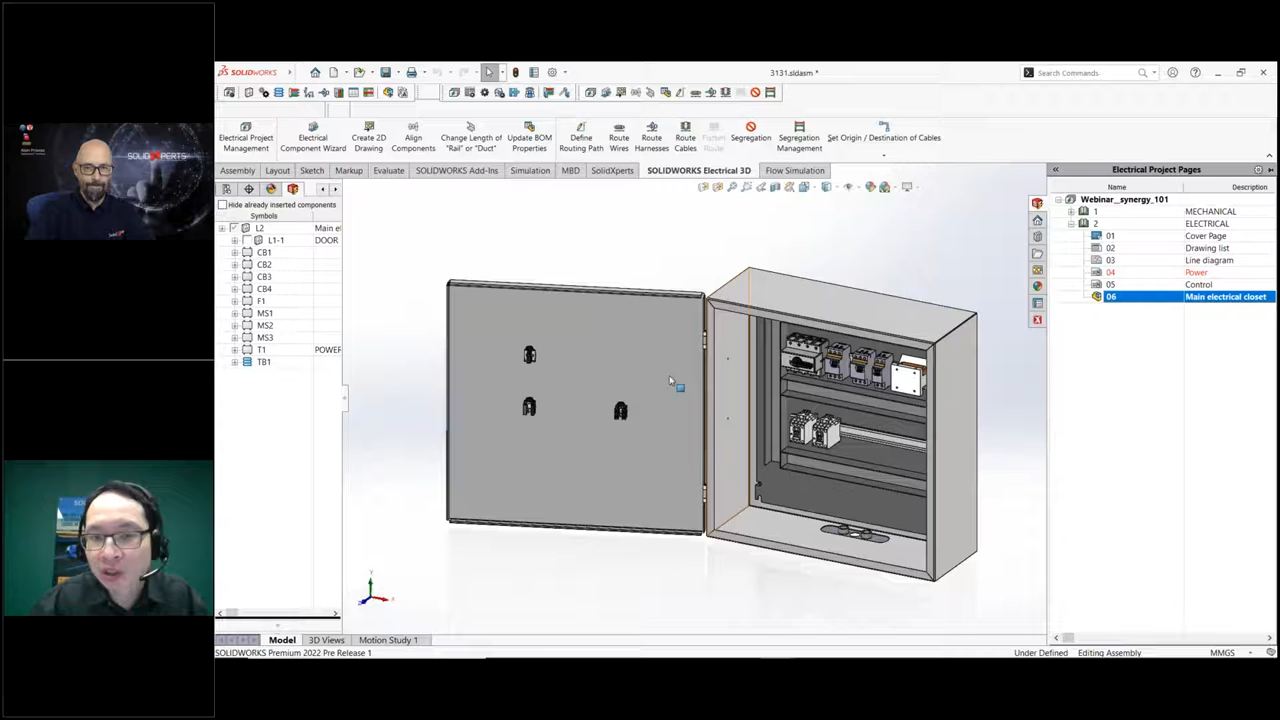 SOLIDXPERTS
SOLIDWORKS
3131.sldasm *
Search Commands
Electrical Project Management
Electrical Component Wizard
Create 2D Drawing
Align Components
Change Length of "Rail" or "Duct"
Update BOM Properties
Define Routing Path
Route Wires
Route Harnesses
Route Cables
Flatten Route
Segregation
Segregation Management
Set Origin / Destination of Cables
Assembly
Layout
Sketch
Markup
Evaluate
SOLIDWORKS Add-Ins
Simulation
MBD
SolidXperts
SOLIDWORKS Electrical 3D
Flow Simulation
Hide already inserted components
Symbols
L2 Main el
L1-1 DOOR
CB1
CB2
CB3
CB4
F1
MS1
MS2
MS3
T1 POWER
TB1
Electrical Project Pages
Name Description
Webinar__synergy_101
1 MECHANICAL
2 ELECTRICAL
01 Cover Page
02 Drawing list
03 Line diagram
04 Power
05 Control
06 Main electrical closet
Y
X
Z
Model
3D Views
Motion Study 1
SOLIDWORKS Premium 2022 Pre Release 1
Under Defined
Editing Assembly
MMGS